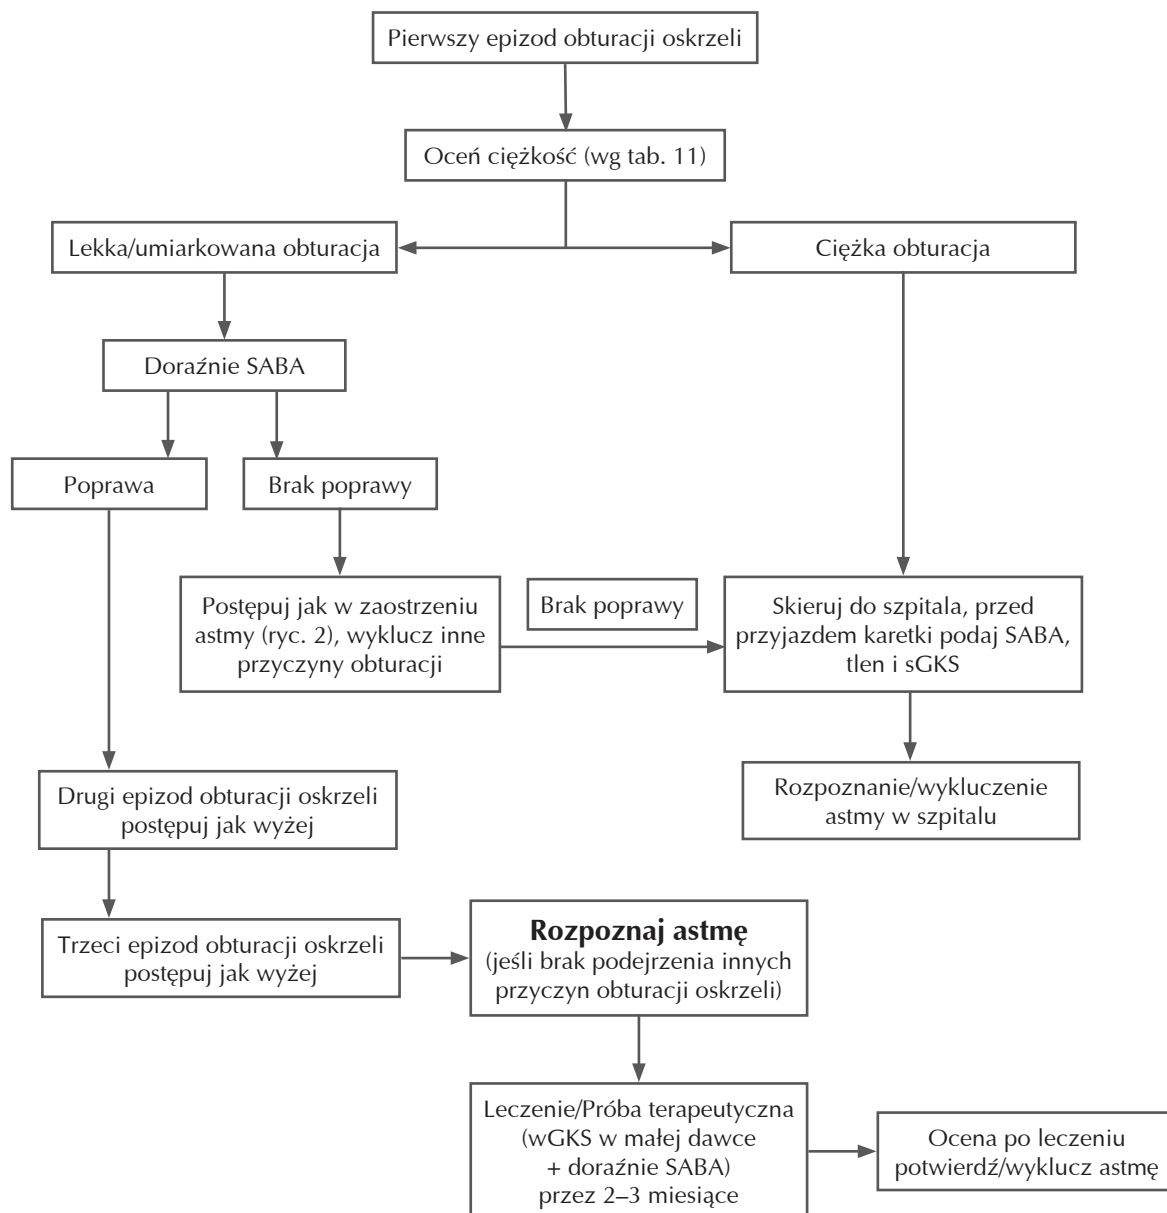 Pierwszy epizod obturacji oskrzeli
Oceń ciężkość (wg tab. 11)
Lekka/umiarkowana obturacja
Ciężka obturacja
Doraźnie SABA
Poprawa
Brak poprawy
Postępuj jak w zaostrzeniu
astmy (ryc. 2), wyklucz inne
przyczyny obturacji
Brak poprawy
Skieruj do szpitala, przed
przyjazdem karetki podaj SABA,
tlen i sGKS
Rozpoznanie/wykluczenie
astmy w szpitalu
Drugi epizod obturacji oskrzeli
postępuj jak wyżej
Trzeci epizod obturacji oskrzeli
postępuj jak wyżej
Rozpoznaj astmę
(jeśli brak podejrzenia innych
przyczyn obturacji oskrzeli)
Leczenie/Próba terapeutyczna
(wGKS w małej dawce
+ doraźnie SABA)
przez 2–3 miesiące
Ocena po leczeniu
potwierdź/wyklucz astmę